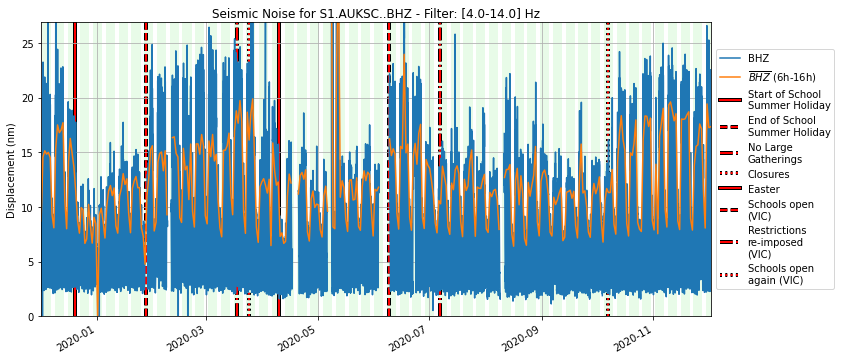 Seismic Noise for S1.AUKSC..BHZ - Filter: [4.0-14.0] Hz
Displacement (nm)
25
20
15
10
5
0
2020-01
2020-03
2020-05
2020-07
2020-09
2020-11
BHZ
BHZ (6h-16h)
Start of School
Summer Holiday
End of School
Summer Holiday
No Large
Gatherings
Closures
Easter
Schools open
(VIC)
Restrictions
re-imposed
(VIC)
Schools open
again (VIC)